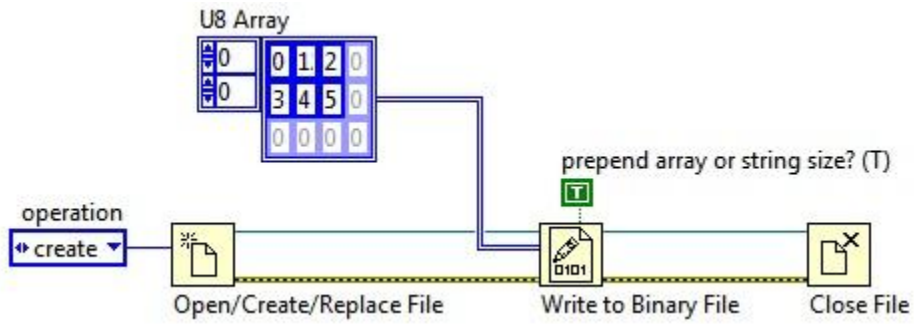 U8 Array
0
0
0 1. 2 0
3 4 5 0
0 0 0 0
prepend array or string size? (T)
T
operation
create
0101
Open/Create/Replace File
Write to Binary File
Close File